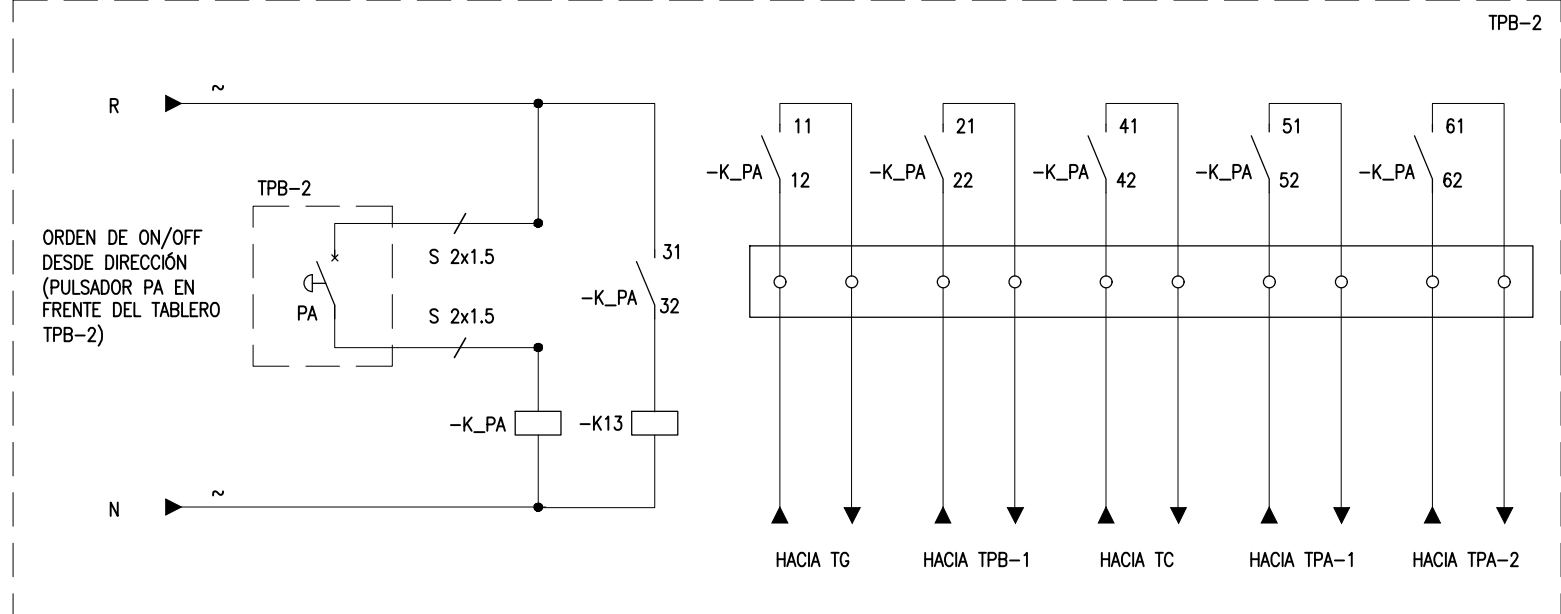 TPB-2
R
~
TPB-2
ORDEN DE ON/OFF
DESDE DIRECCIÓN
(PULSADOR PA EN
FRENTE DEL TABLERO
TPB-2)
PA
S 2x1.5
S 2x1.5
31
-K_PA
32
-K_PA
-K13
N
~
11
-K_PA
12
21
-K_PA
22
41
-K_PA
42
51
-K_PA
52
61
-K_PA
62
HACIA TG
HACIA TPB-1
HACIA TC
HACIA TPA-1
HACIA TPA-2